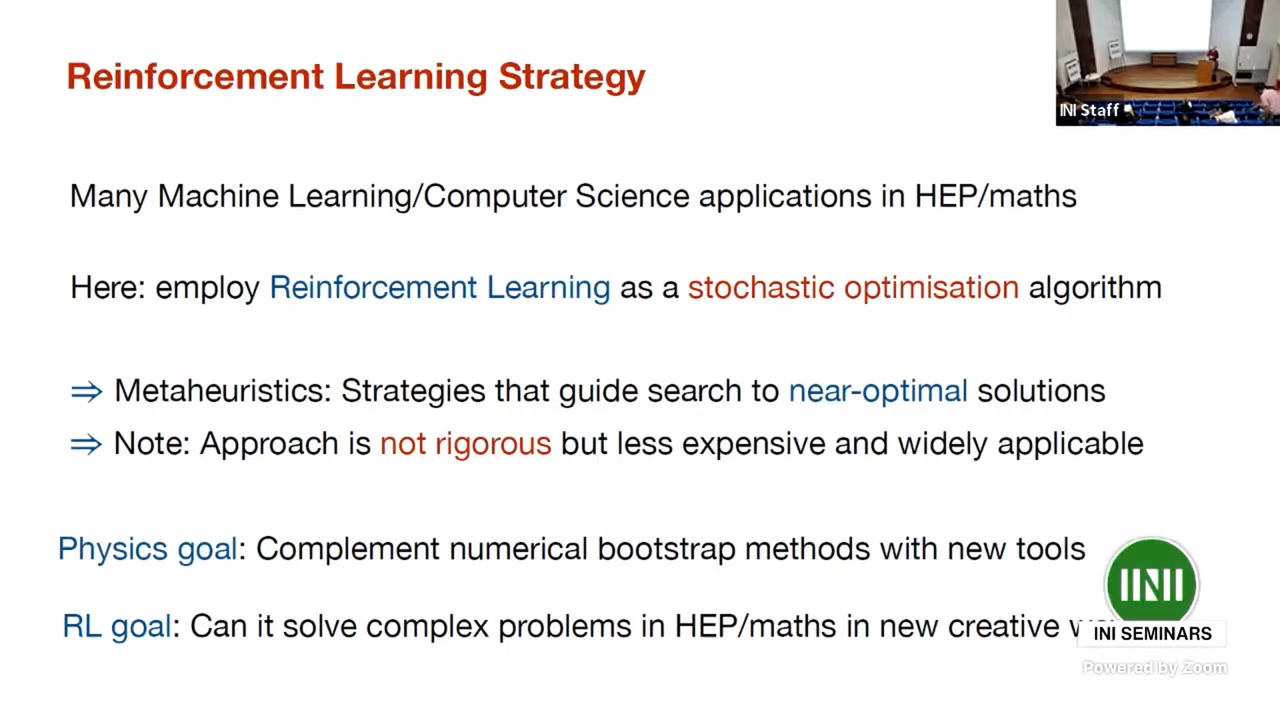 Reinforcement Learning Strategy
INI Staff
Many Machine Learning/Computer Science applications in HEP/maths
Here: employ Reinforcement Learning as a stochastic optimisation algorithm
⇒ Metaheuristics: Strategies that guide search to near-optimal solutions
⇒ Note: Approach is not rigorous but less expensive and widely applicable
Physics goal: Complement numerical bootstrap methods with new tools
RL goal: Can it solve complex problems in HEP/maths in new creative
INI
INI SEMINARS
Powered by Zoom